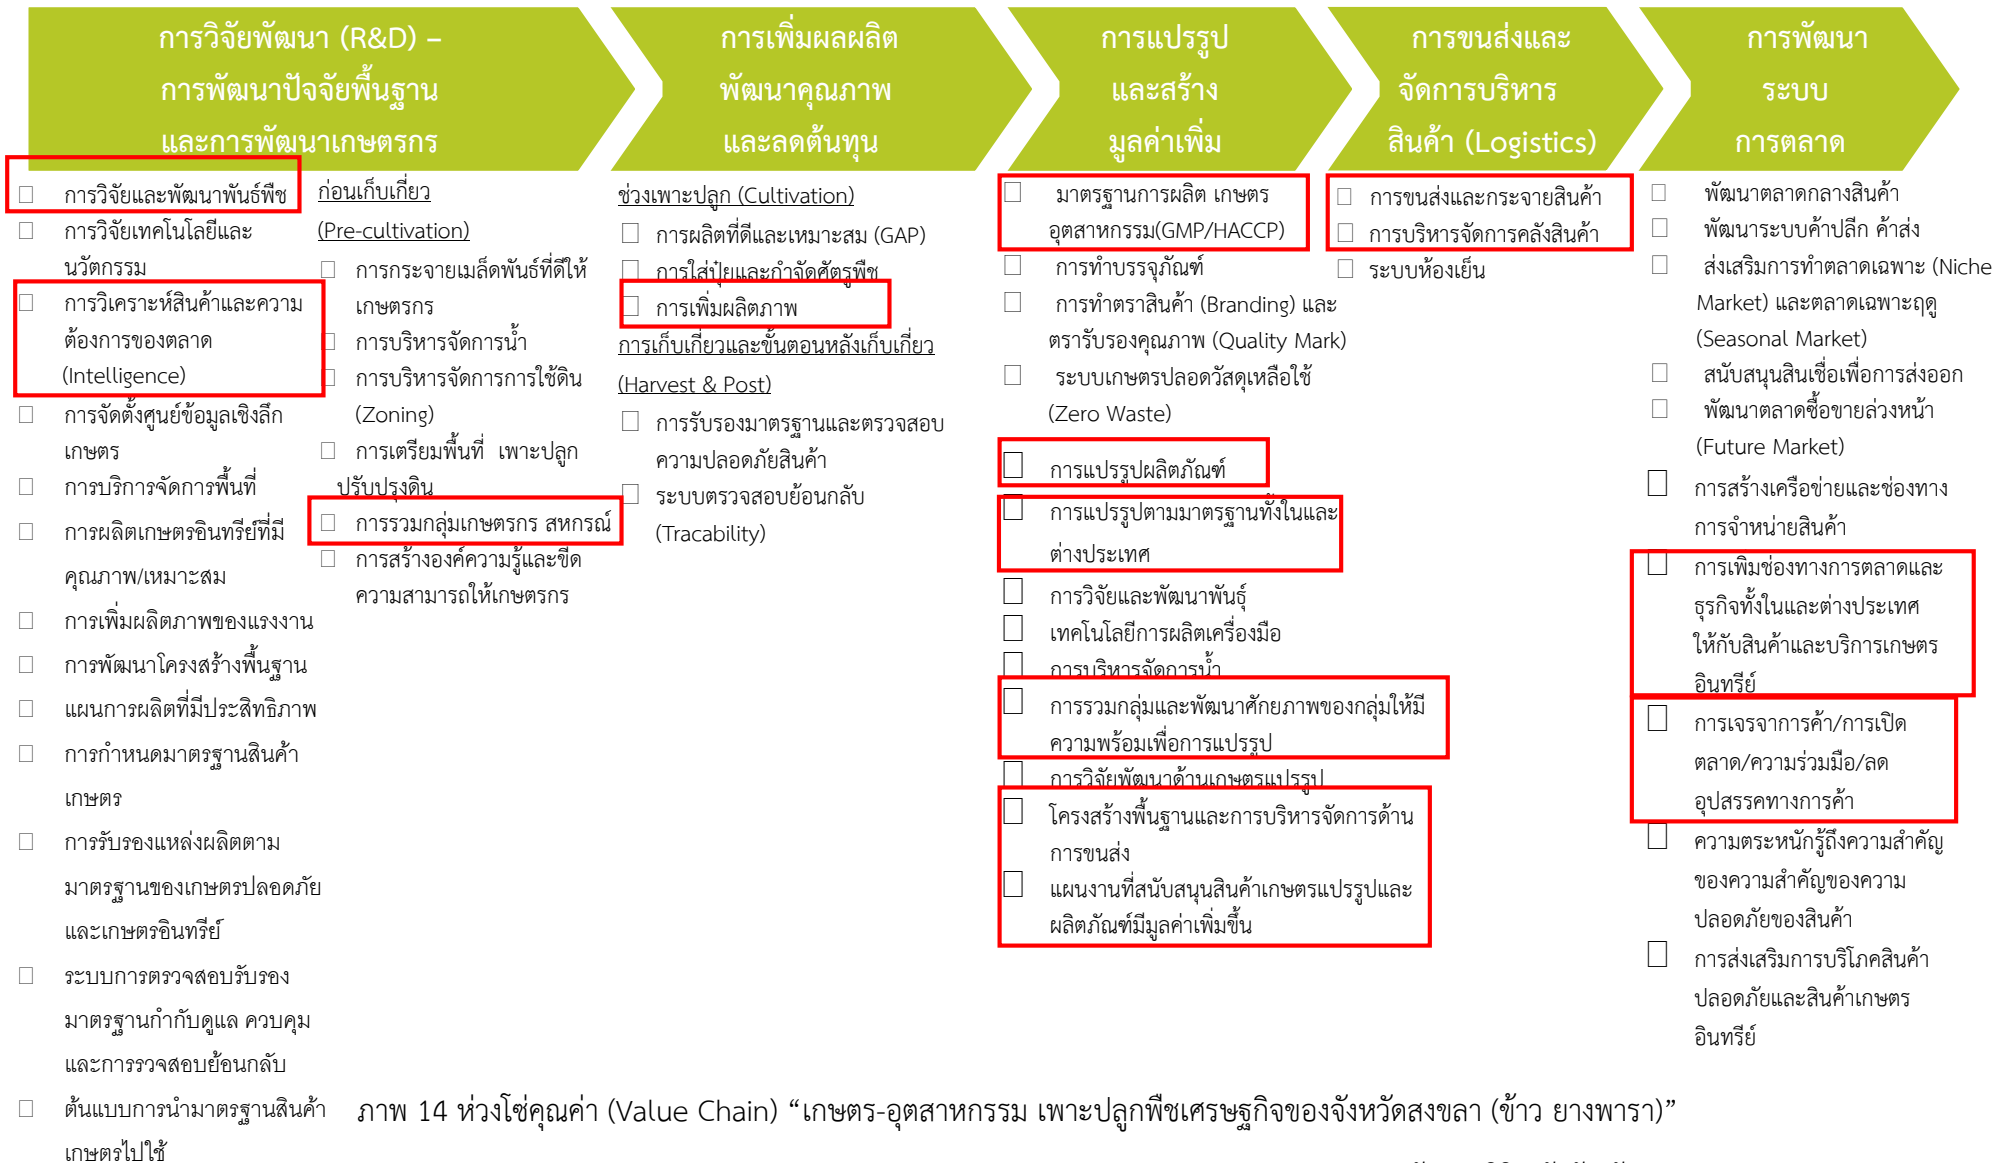 การวิจัยพัฒนา (R&D) –
การพัฒนาปัจจัยพื้นฐาน
และการพัฒนาเกษตรกร
การเพิ่มผลผลิต
พัฒนาคุณภาพ
และลดต้นทุน
การแปรรูป
และสร้าง
มูลค่าเพิ่ม
การขนส่งและ
จัดการบริหาร
สินค้า (Logistics)
การพัฒนา
ระบบ
การตลาด
การวิจัยและพัฒนาพันธ์พืช
การวิจัยเทคโนโลยีและ
นวัตกรรม
การวิเคราะห์สินค้าและความ
ต้องการของตลาด
(Intelligence)
การจัดตั้งศูนย์ข้อมูลเชิงลึก
เกษตร
การบริการจัดการพื้นที่
การผลิตเกษตรอินทรีย์ที่มี
คุณภาพ/เหมาะสม
การเพิ่มผลิตภาพของแรงงาน
การพัฒนาโครงสร้างพื้นฐาน
แผนการผลิตที่มีประสิทธิภาพ
การกำหนดมาตรฐานสินค้า
เกษตร
การรับรองแหล่งผลิตตาม
มาตรฐานของเกษตรปลอดภัย
และเกษตรอินทรีย์
ระบบการตรวจสอบรับรอง
มาตรฐานกำกับดูแล ควบคุม
และการรวจสอบย้อนกลับ
ต้นแบบการนำมาตรฐานสินค้า
เกษตรไปใช้
ก่อนเก็บเกี่ยว
(Pre-cultivation)
การกระจายเมล็ดพันธ์ที่ดีให้
เกษตรกร
การบริหารจัดการน้ำ
การบริหารจัดการการใช้ดิน
(Zoning)
การเตรียมพื้นที่ เพาะปลูก
ปรับปรุงดิน
การรวมกลุ่มเกษตรกร สหกรณ์
การสร้างองค์ความรู้และขีด
ความสามารถให้เกษตรกร
ช่วงเพาะปลูก (Cultivation)
การผลิตที่ดีและเหมาะสม (GAP)
การใส่ปุ๋ยและกำจัดศัตรูพืช
การเพิ่มผลิตภาพ
การเก็บเกี่ยวและขั้นตอนหลังเก็บเกี่ยว
(Harvest & Post)
การรับรองมาตรฐานและตรวจสอบ
ความปลอดภัยสินค้า
ระบบตรวจสอบย้อนกลับ
(Tracability)
มาตรฐานการผลิต เกษตร
อุตสาหกรรม(GMP/HACCP)
การทำบรรจุภัณฑ์
การทำตราสินค้า (Branding) และ
ตรารับรองคุณภาพ (Quality Mark)
ระบบเกษตรปลอดวัสดุเหลือใช้
(Zero Waste)
การแปรรูปผลิตภัณฑ์
การแปรรูปตามมาตรฐานทั้งในและ
ต่างประเทศ
การวิจัยและพัฒนาพันธุ์
เทคโนโลยีการผลิตเครื่องมือ
การบริหารจัดการน้ำ
การรวมกลุ่มและพัฒนาศักยภาพของกลุ่มให้มี
ความพร้อมเพื่อการแปรรูป
การวิจัยพัฒนาด้านเกษตรแปรรูป
โครงสร้างพื้นฐานและการบริหารจัดการด้าน
การขนส่ง
แผนงานที่สนับสนุนสินค้าเกษตรแปรรูปและ
ผลิตภัณฑ์มีมูลค่าเพิ่มขึ้น
การขนส่งและกระจายสินค้า
การบริหารจัดการคลังสินค้า
ระบบห้องเย็น
พัฒนาตลาดกลางสินค้า
พัฒนาระบบค้าปลีก ค้าส่ง
ส่งเสริมการทำตลาดเฉพาะ (Niche
Market) และตลาดเฉพาะฤดู
(Seasonal Market)
สนับสนุนสินเชื่อเพื่อการส่งออก
พัฒนาตลาดซื้อขายล่วงหน้า
(Future Market)
การสร้างเครือข่ายและช่องทาง
การจำหน่ายสินค้า
การเพิ่มช่องทางการตลาดและ
ธุรกิจทั้งในและต่างประเทศ
ให้กับสินค้าและบริการเกษตร
อินทรีย์
การเจรจาการค้า/การเปิด
ตลาด/ความร่วมมือ/ลด
อุปสรรคทางการค้า
ความตระหนักรู้ถึงความสำคัญ
ของความสำคัญของความ
ปลอดภัยของสินค้า
การส่งเสริมการบริโภคสินค้า
ปลอดภัยและสินค้าเกษตร
อินทรีย์
ภาพ 14 ห่วงโซ่คุณค่า (Value Chain) “เกษตร-อุตสาหกรรม เพาะปลูกพืชเศรษฐกิจของจังหวัดสงขลา (ข้าว ยางพารา)”